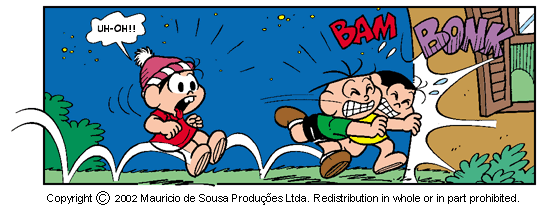 UH-OH!!
BAM
BONK
Copyright © 2002 Mauricio de Sousa Produções Ltda. Redistribution in whole or in part prohibited.